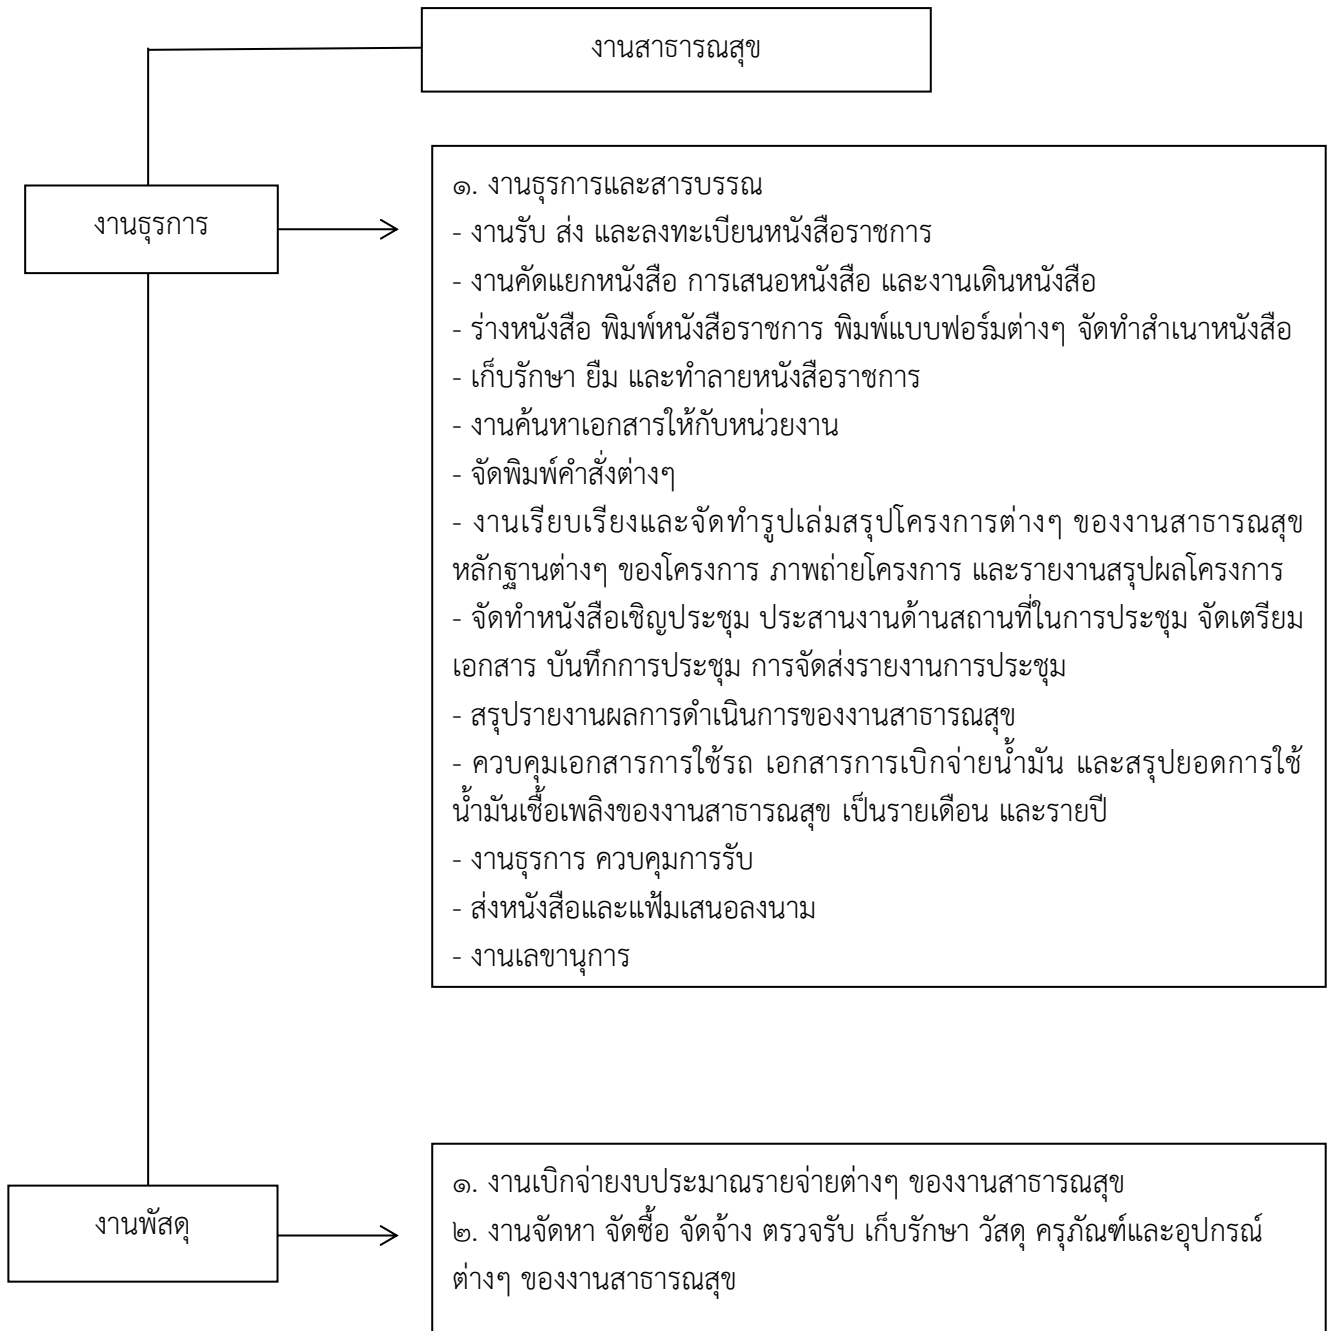 งานสาธารณสุข
งานธุรการ
๑. งานธุรการและสารบรรณ
- งานรับ ส่ง และลงทะเบียนหนังสือราชการ
- งานคัดแยกหนังสือ การเสนอหนังสือ และงานเดินหนังสือ
- ร่างหนังสือ พิมพ์หนังสือราชการ พิมพ์แบบฟอร์มต่างๆ จัดทำสำเนาหนังสือ
- เก็บรักษา ยืม และทำลายหนังสือราชการ
- งานค้นหาเอกสารให้กับหน่วยงาน
- จัดพิมพ์คำสั่งต่างๆ
- งานเรียบเรียงและจัดทำรูปเล่มสรุปโครงการต่างๆ ของงานสาธารณสุข
หลักฐานต่างๆ ของโครงการ ภาพถ่ายโครงการ และรายงานสรุปผลโครงการ
- จัดทำหนังสือเชิญประชุม ประสานงานด้านสถานที่ในการประชุม จัดเตรียม
เอกสาร บันทึกการประชุม การจัดส่งรายงานการประชุม
- สรุปรายงานผลการดำเนินการของงานสาธารณสุข
- ควบคุมเอกสารการใช้รถ เอกสารการเบิกจ่ายน้ำมัน และสรุปยอดการใช้
น้ำมันเชื้อเพลิงของงานสาธารณสุข เป็นรายเดือน และรายปี
- งานธุรการ ควบคุมการรับ
- ส่งหนังสือและแฟ้มเสนอลงนาม
- งานเลขานุการ
งานพัสดุ
๑. งานเบิกจ่ายงบประมาณรายจ่ายต่างๆ ของงานสาธารณสุข
๒. งานจัดหา จัดซื้อ จัดจ้าง ตรวจรับ เก็บรักษา วัสดุ ครุภัณฑ์และอุปกรณ์
ต่างๆ ของงานสาธารณสุข